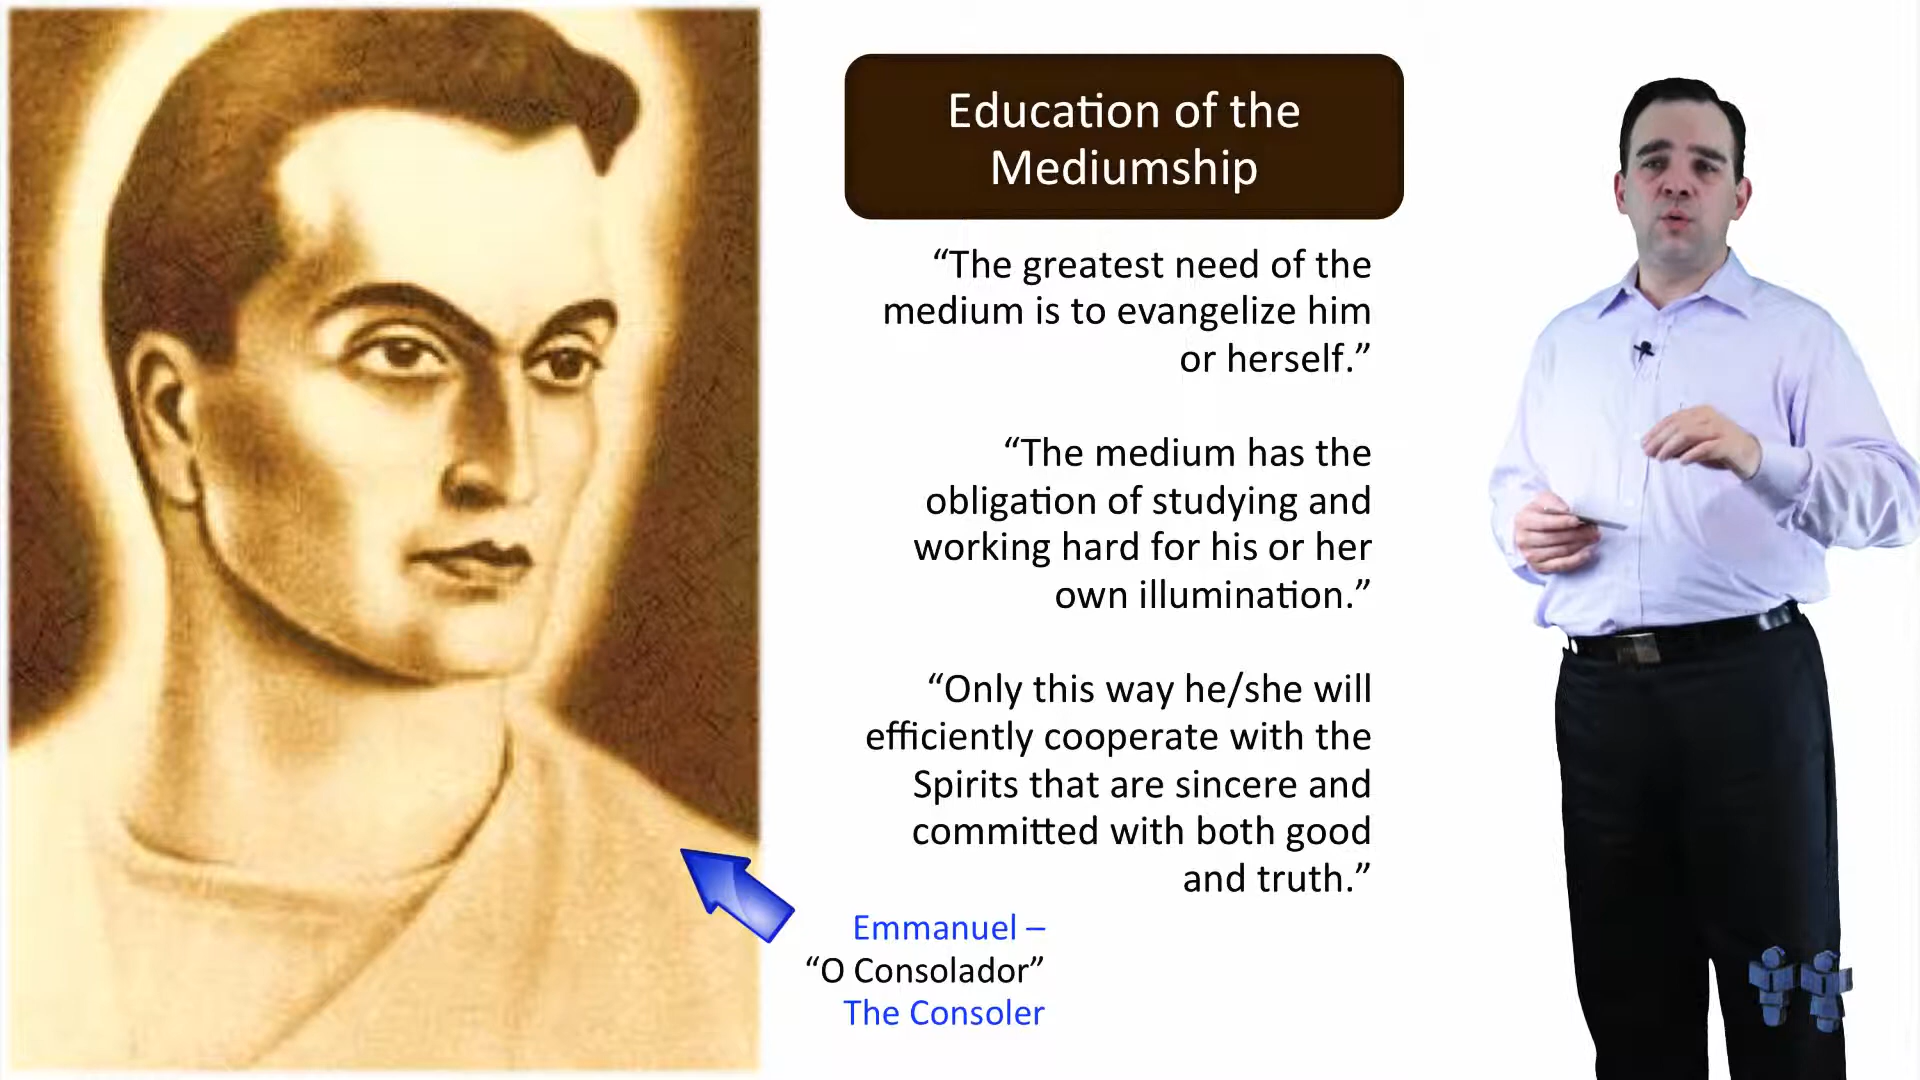 Education of the
Mediumship
“The greatest need of the
medium is to evangelize him
or herself.”
“The medium has the
obligation of studying and
working hard for his or her
own illumination.”
“Only this way he/she will
efficiently cooperate with the
Spirits that are sincere and
committed with both good
and truth.”
Emmanuel –
“O Consolador”
The Consoler